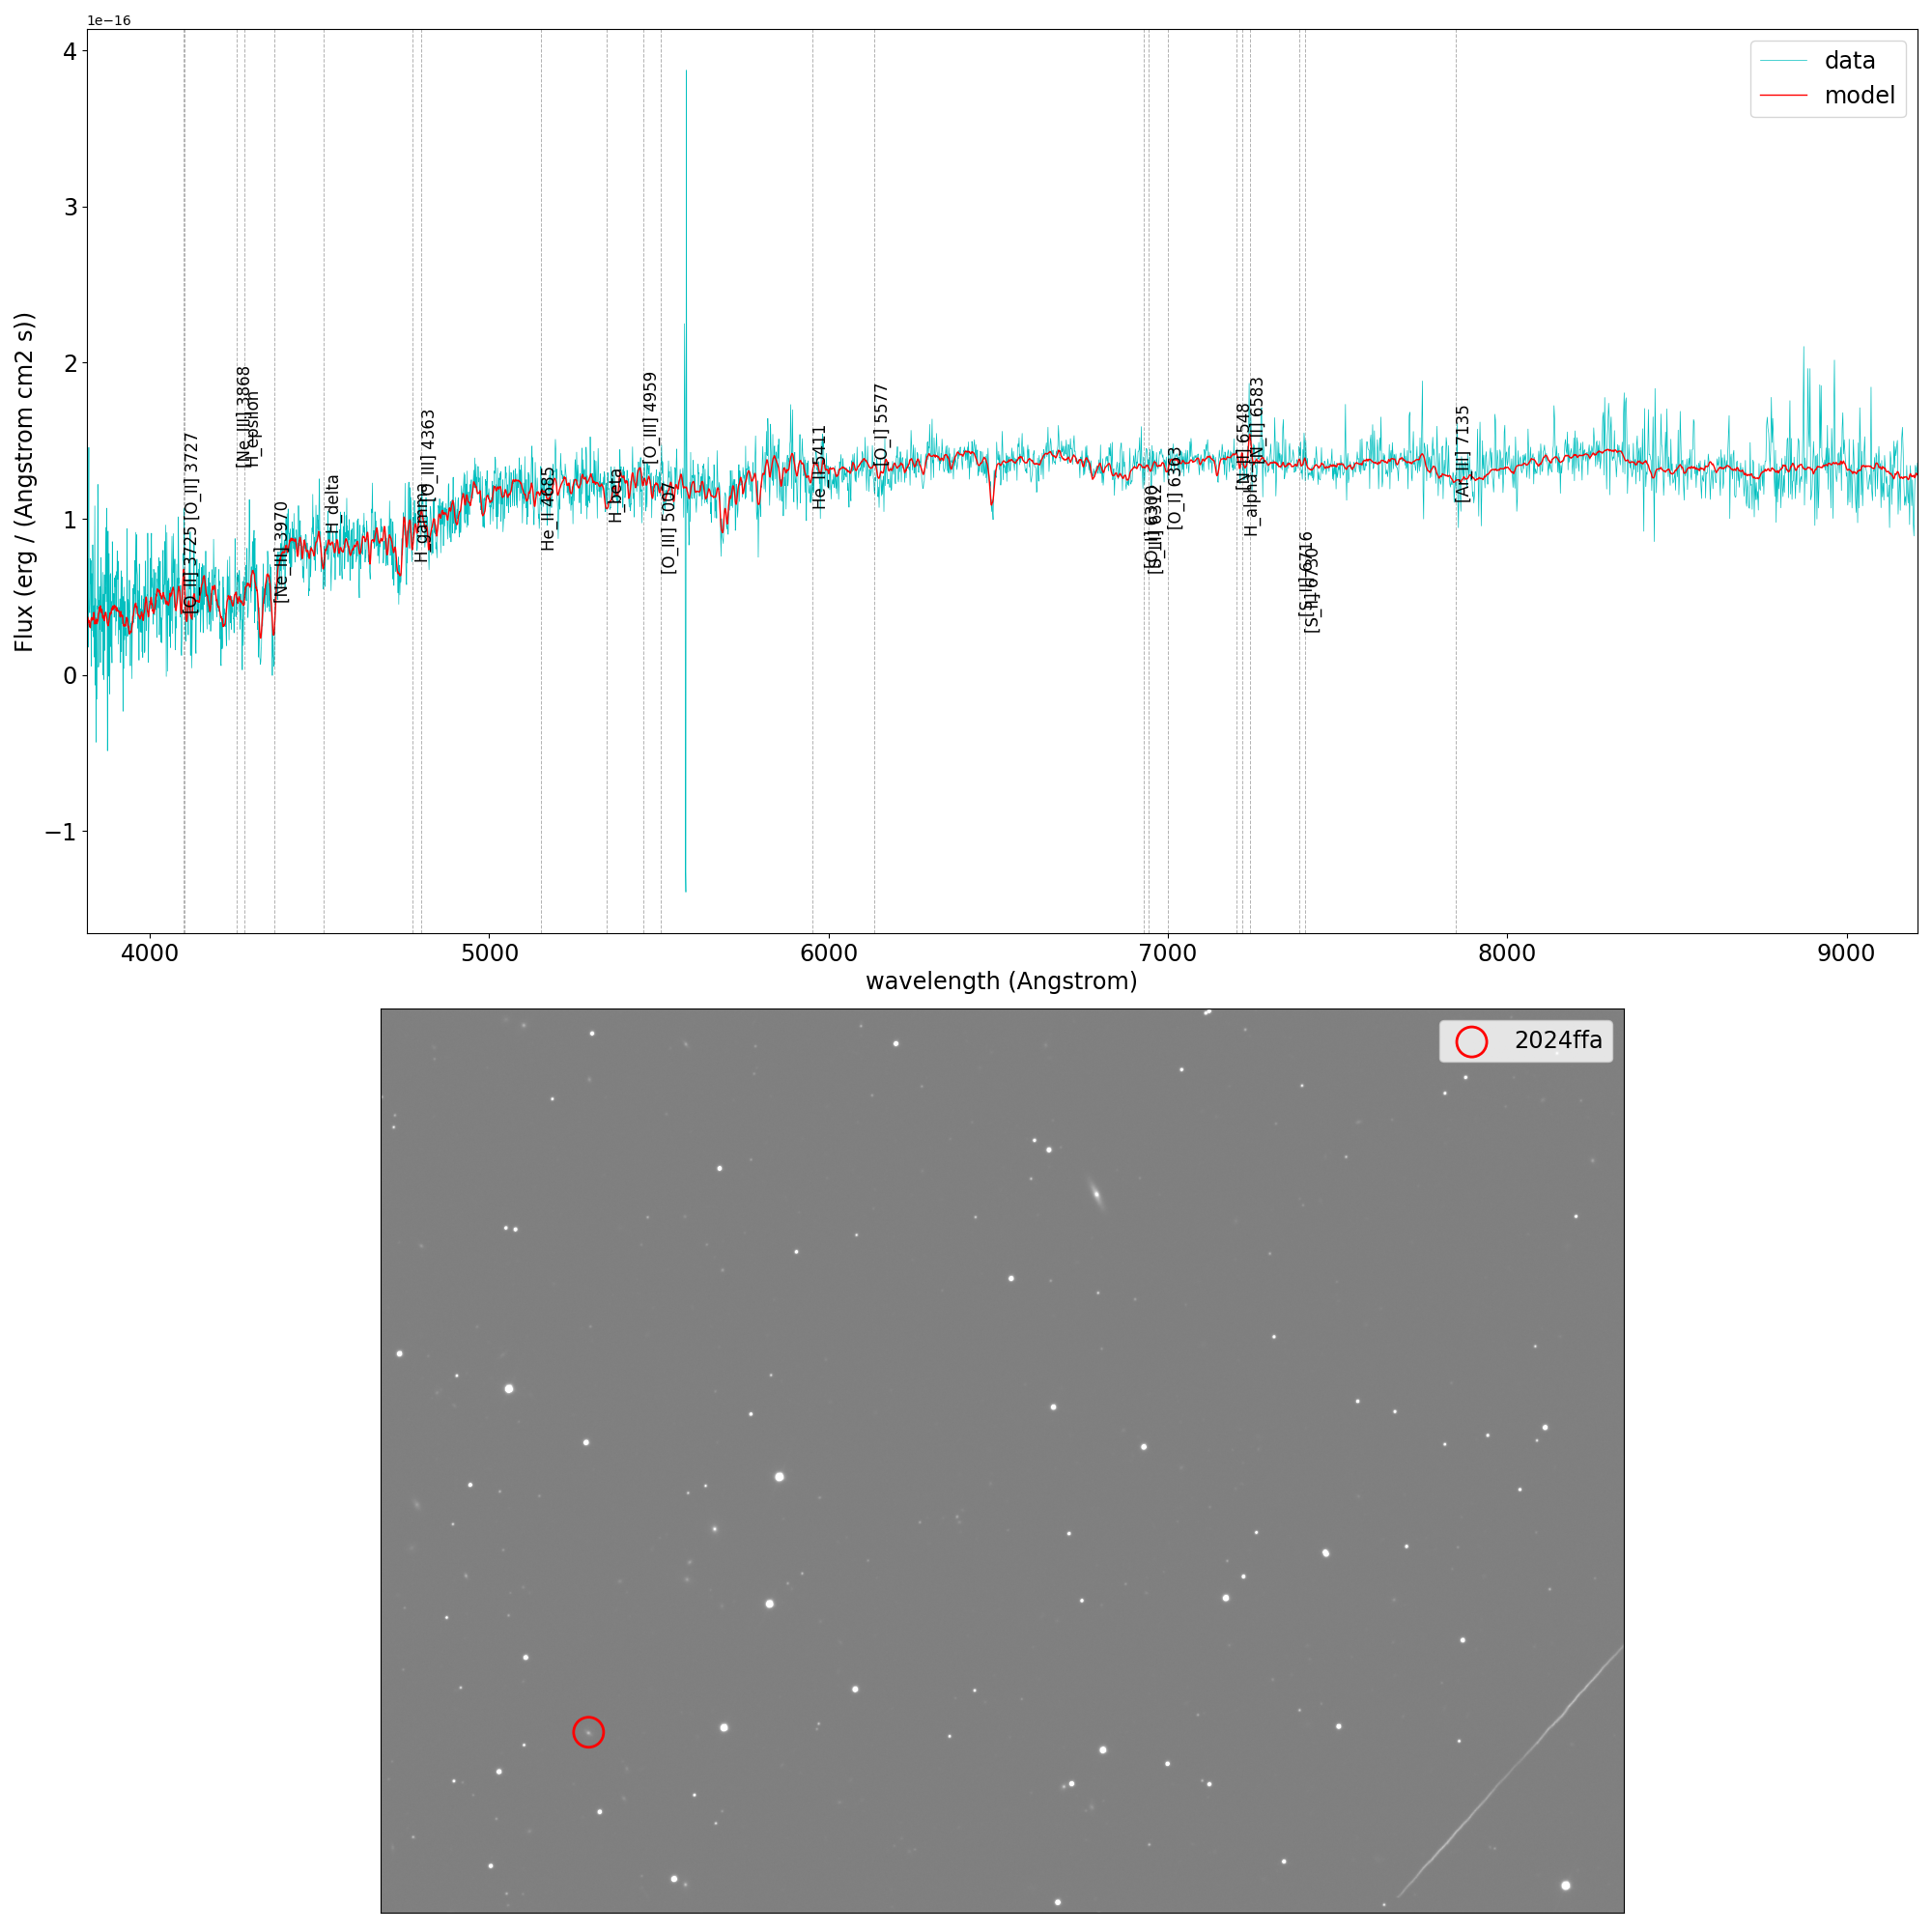 1e−16
Flux (erg / (Angstrom cm2 s))
4
3
2
1
0
−1
data
model
[O_II] 3725
[O_II] 3727
[Ne_III] 3868
H_epsilon
[Ne_III] 3970
H_delta
H_gamma
[O_III] 4363
He_II 4685
H_beta
[O_III] 4959
[O_III] 5007
He_II 5411
[O_I] 5577
[O_I] 6300
[S_III] 6312
[O_I] 6363
[N_II] 6548
H_alpha
[N_II] 6583
[S_II] 6716
[S_II] 6730
[Ar_III] 7135
4000
5000
6000
7000
8000
9000
wavelength (Angstrom)
2024ffa